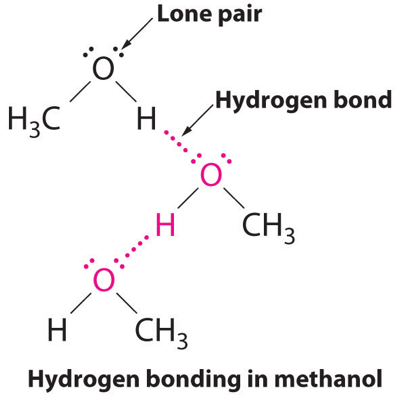 Lone pair
O
H₃C H
Hydrogen bond
O
H CH₃
O
H CH₃
Hydrogen bonding in methanol